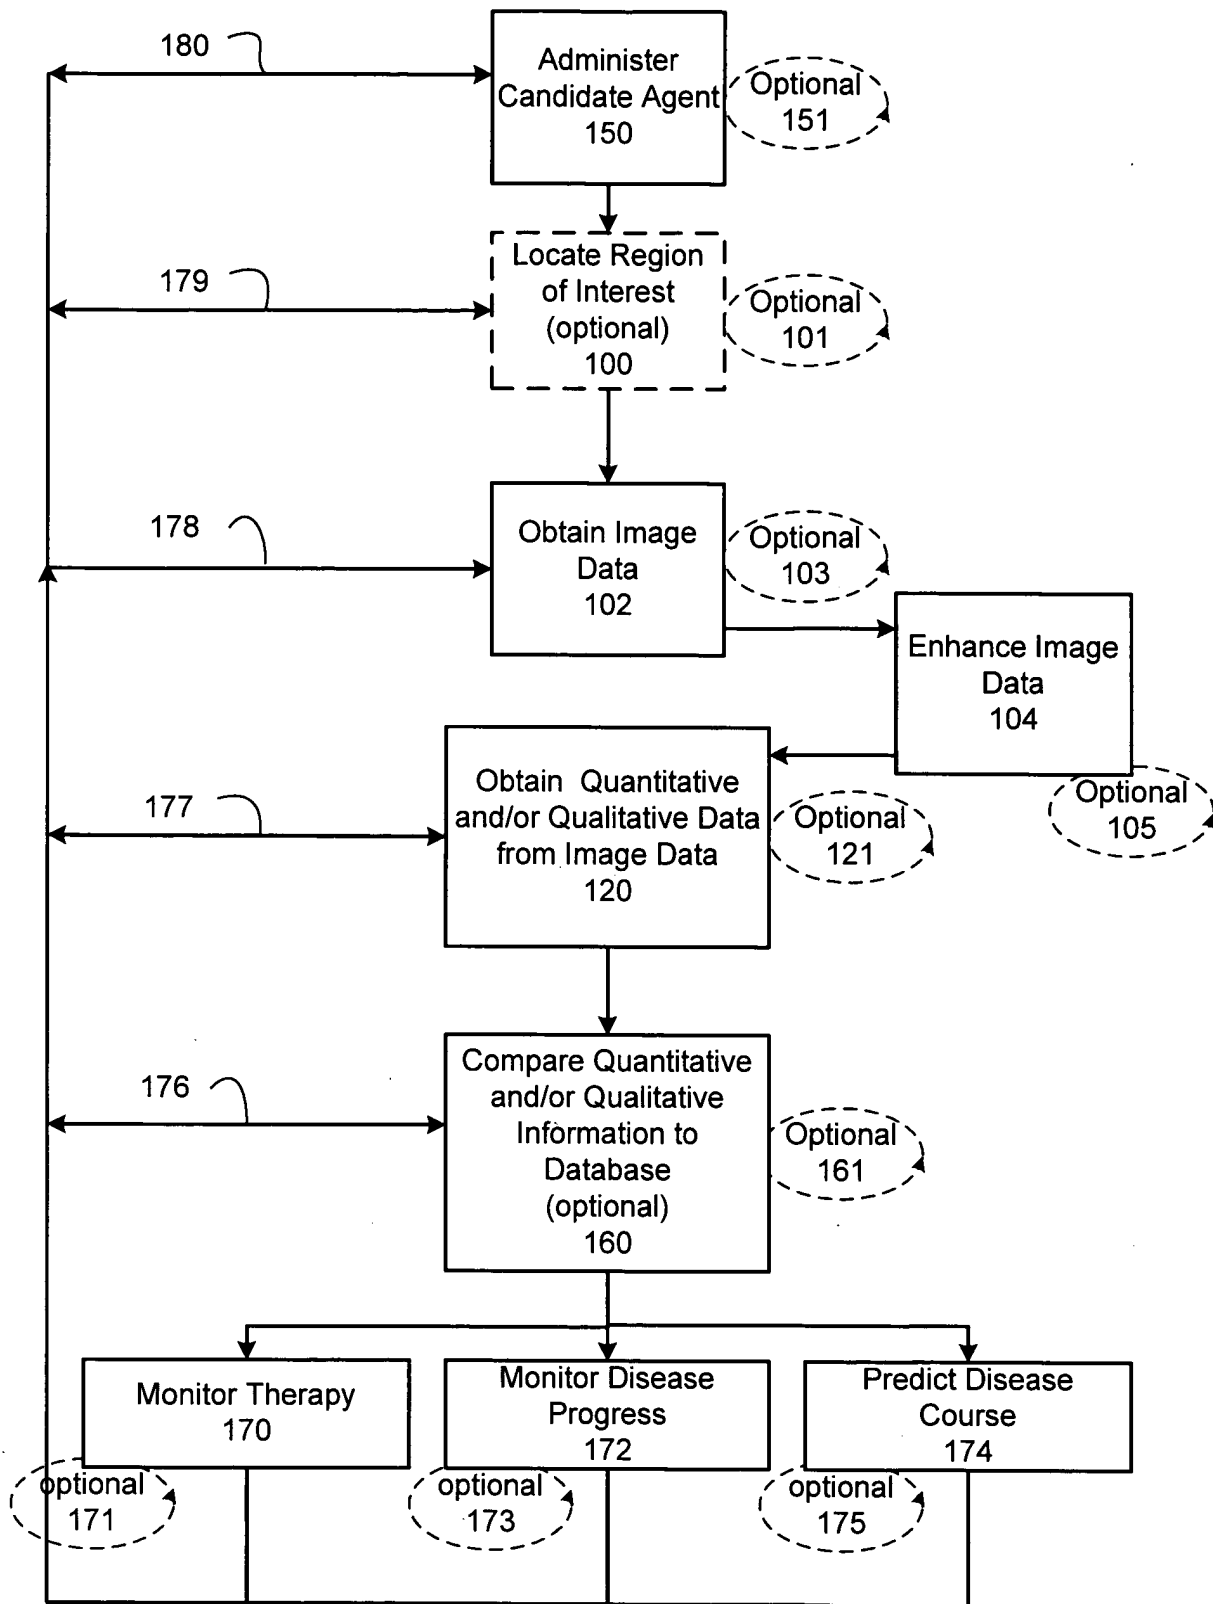 180
Administer
Candidate Agent
150
Optional
151
179
Locate Region
of Interest
(optional)
100
Optional
101
178
Obtain Image
Data
102
Optional
103
Enhance Image
Data
104
Optional
105
177
Obtain Quantitative
and/or Qualitative Data
from Image Data
120
Optional
121
176
Compare Quantitative
and/or Qualitative
Information to
Database
(optional)
160
Optional
161
Monitor Therapy
170
Monitor Disease
Progress
172
Predict Disease
Course
174
optional
171
optional
173
optional
175